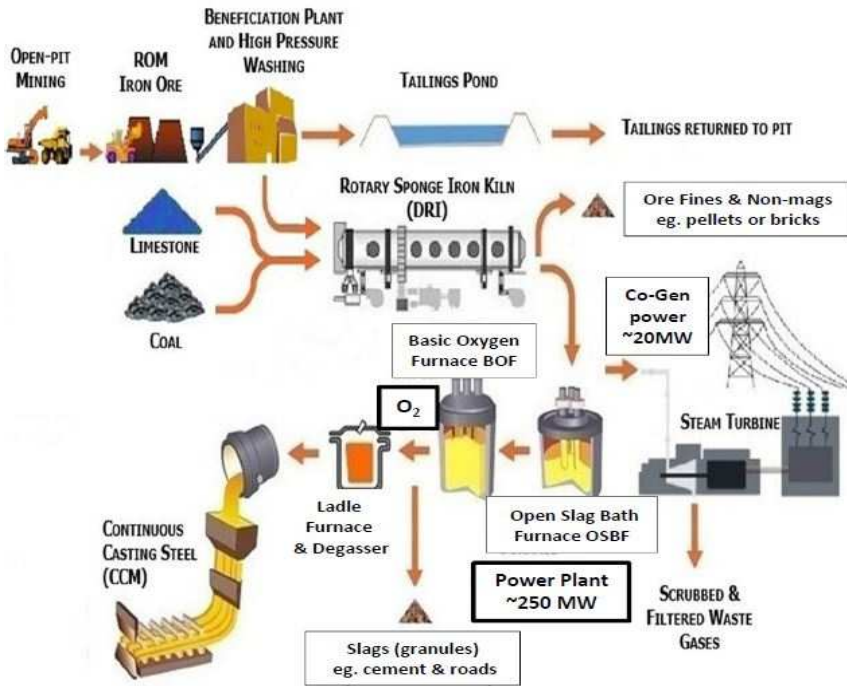 OPEN-PIT
MINING
ROM
IRON ORE
BENEFICIATION PLANT
AND HIGH PRESSURE
WASHING
TAILINGS POND
TAILINGS RETURNED TO PIT
LIMESTONE
COAL
ROTARY SPONGE IRON KILN
(DRI)
Ore Fines & Non-mags
eg. pellets or bricks
Co-Gen
power
~20MW
Basic Oxygen
Furnace BOF
O₂
STEAM TURBINE
Ladle
Furnace
& Degasser
Open Slag Bath
Furnace OSBF
CONTINUOUS
CASTING STEEL
(CCM)
Power Plant
~250 MW
SCRUBBED &
FILTERED WASTE
GASES
Slags (granules)
eg. cement & roads